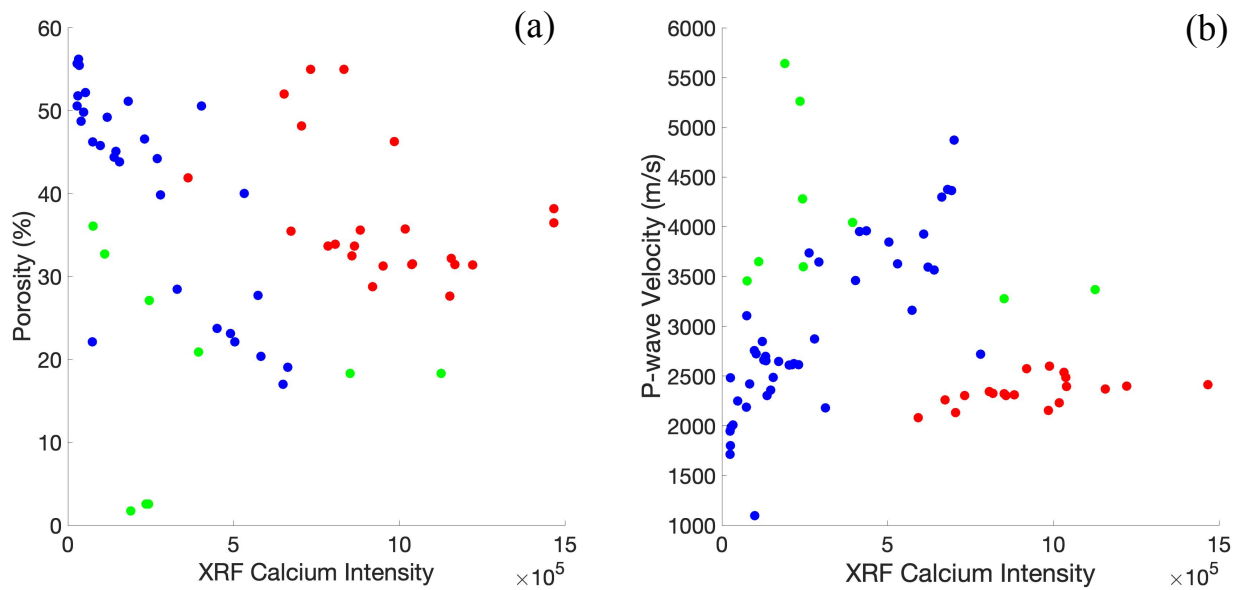 (a)
60
50
40
30
20
10
0
Porosity (%)
0 5 10 15
XRF Calcium Intensity
×10⁵
(b)
6000
5500
5000
4500
4000
3500
3000
2500
2000
1500
1000
P-wave Velocity (m/s)
0 5 10 15
XRF Calcium Intensity
×10⁵